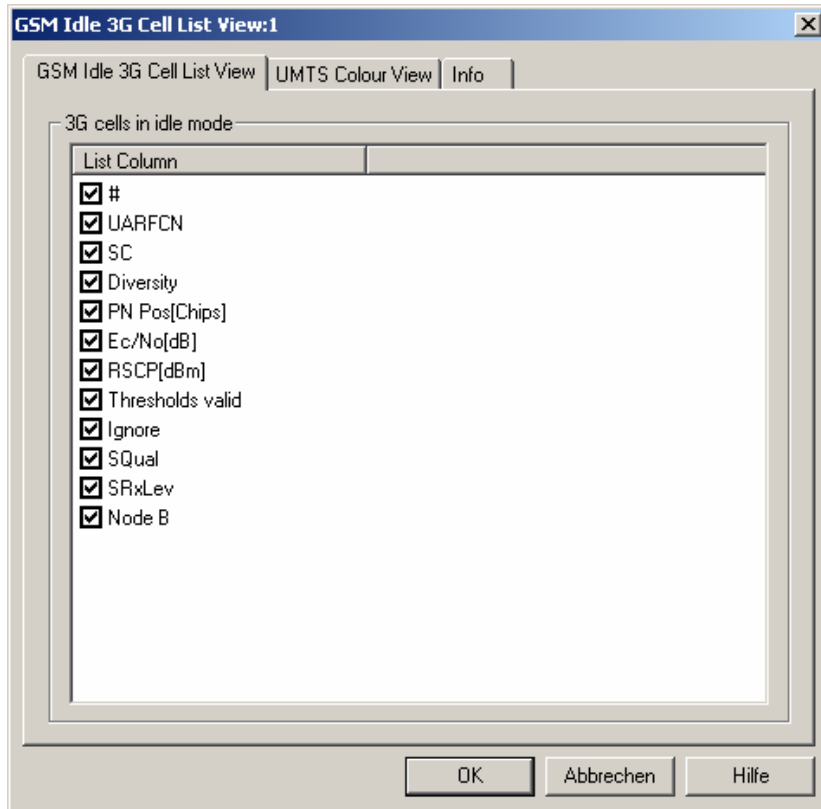 GSM Idle 3G Cell List View:1
GSM Idle 3G Cell List View
UMTS Colour View
Info
3G cells in idle mode
List Column
#
UARFCN
SC
Diversity
PN Pos[Chips]
Ec/No[dB]
RSCP[dBm]
Thresholds valid
Ignore
SQual
SRxLev
Node B
OK
Abbrechen
Hilfe